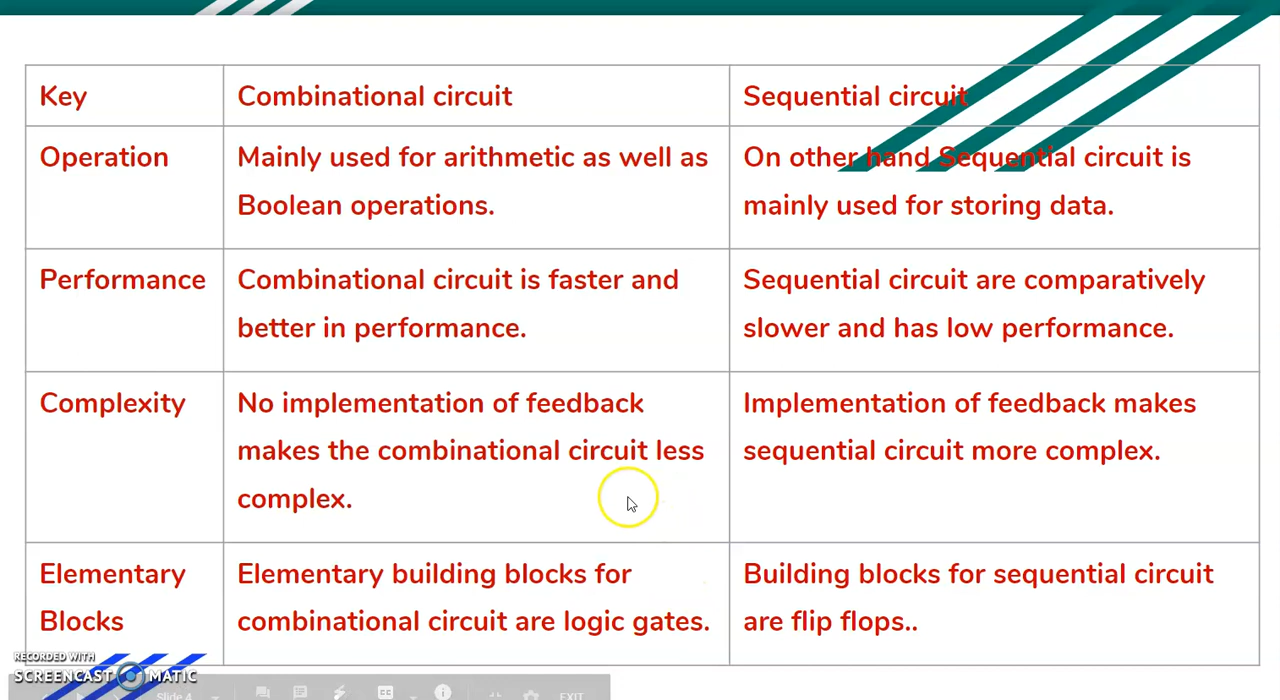 Key
Combinational circuit
Sequential circuit
Operation
Mainly used for arithmetic as well as
Boolean operations.
On other hand Sequential circuit is
mainly used for storing data.
Performance
Combinational circuit is faster and
better in performance.
Sequential circuit are comparatively
slower and has low performance.
Complexity
No implementation of feedback
makes the combinational circuit less
complex.
Implementation of feedback makes
sequential circuit more complex.
Elementary
Blocks
Elementary building blocks for
combinational circuit are logic gates.
Building blocks for sequential circuit
are flip flops..
RECORDED WITH
SCREENCAST MATIC
Slide 4
CC
EXIT